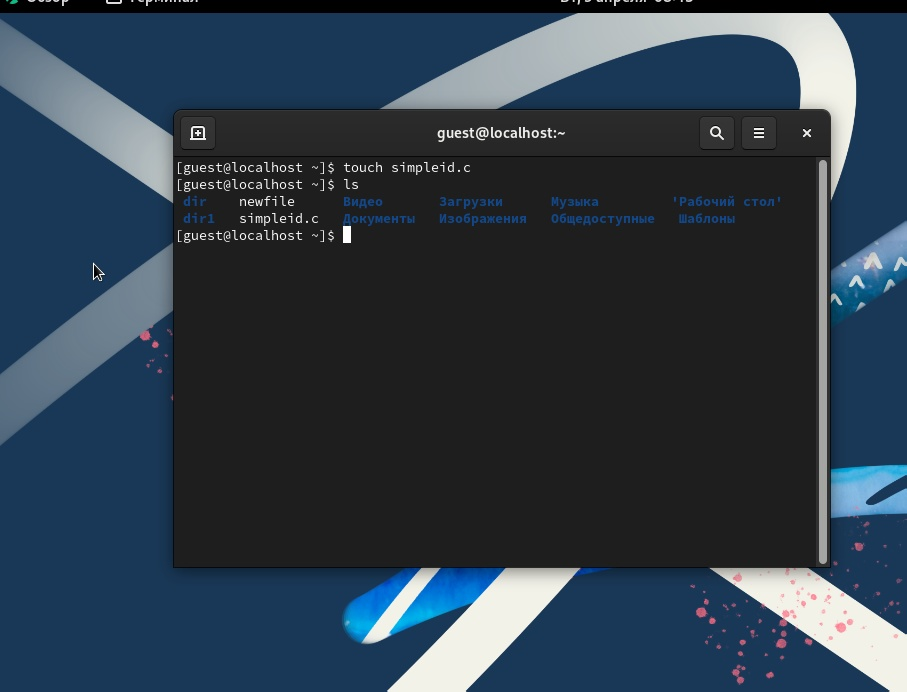 Обзор Терминал
guest@localhost:~
[guest@localhost ~]$ touch simpleid.c
[guest@localhost ~]$ ls
dir newfile Видео Загрузки Музыка 'Рабочий стол'
dir1 simpleid.c Документы Изображения Общедоступные Шаблоны
[guest@localhost ~]$